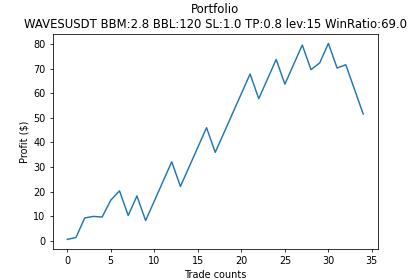 Portfolio
WAVESUSDT BBM:2.8 BBL:120 SL:1.0 TP:0.8 lev:15 WinRatio:69.0
80
70
60
50
40
30
20
10
0
Profit ($)
0 5 10 15 20 25 30 35
Trade counts